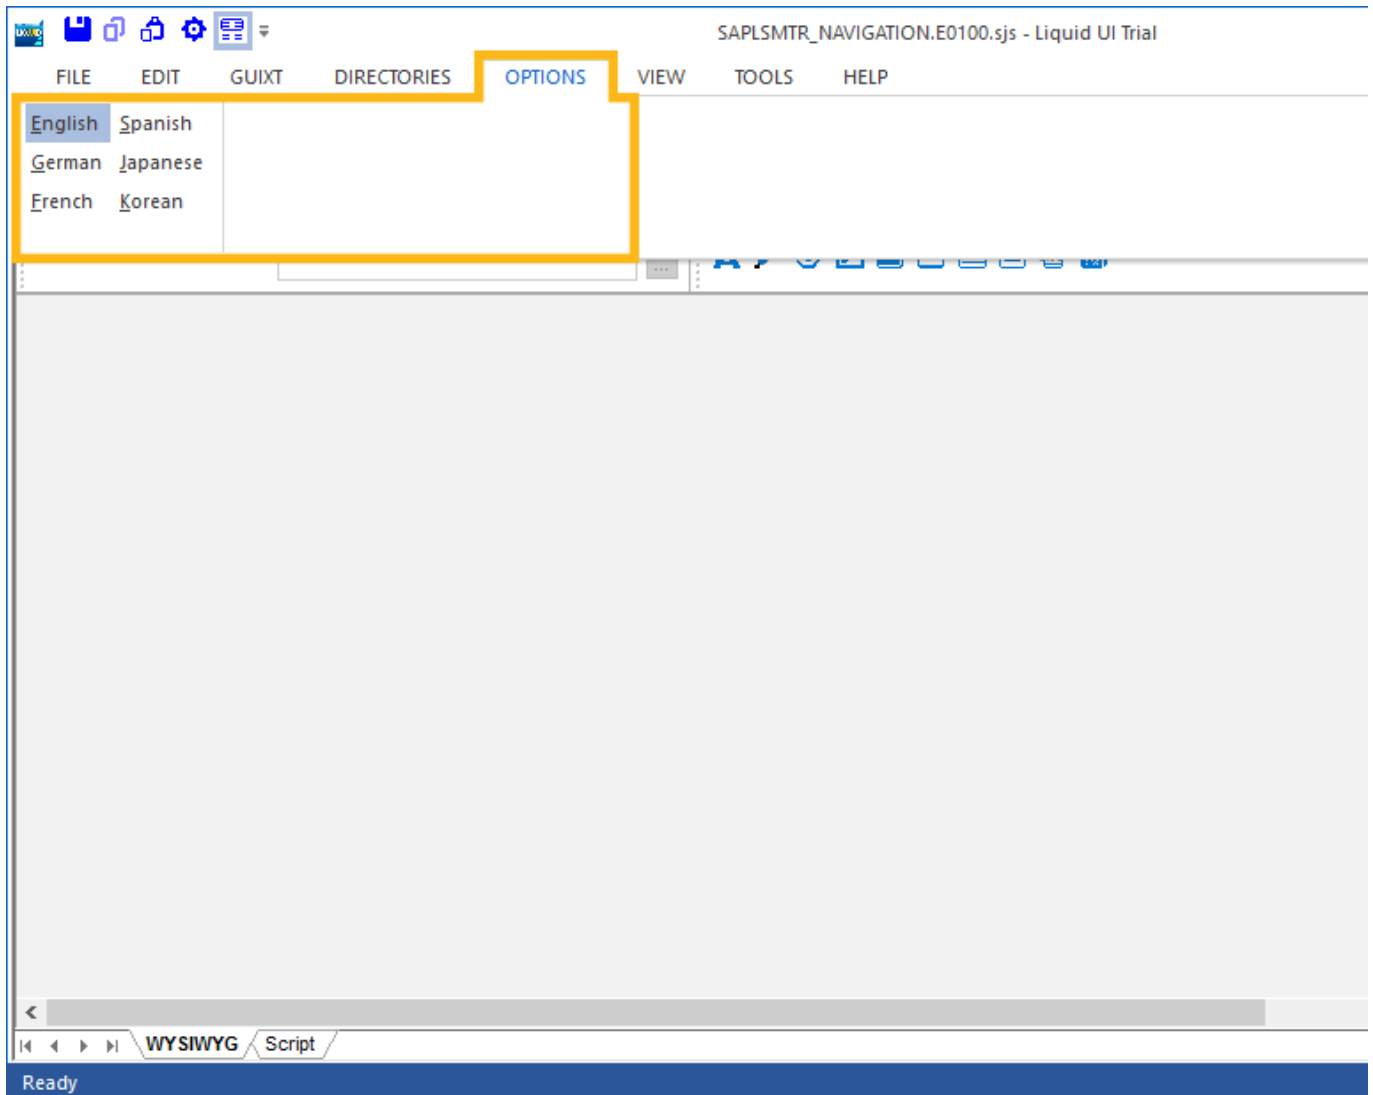 SAPLSMTR_NAVIGATION.E0100.sjs - Liquid UI Trial
FILE EDIT GUIXT DIRECTORIES OPTIONS VIEW TOOLS HELP
English Spanish
German Japanese
French Korean
...
WYSIWYG Script
Ready